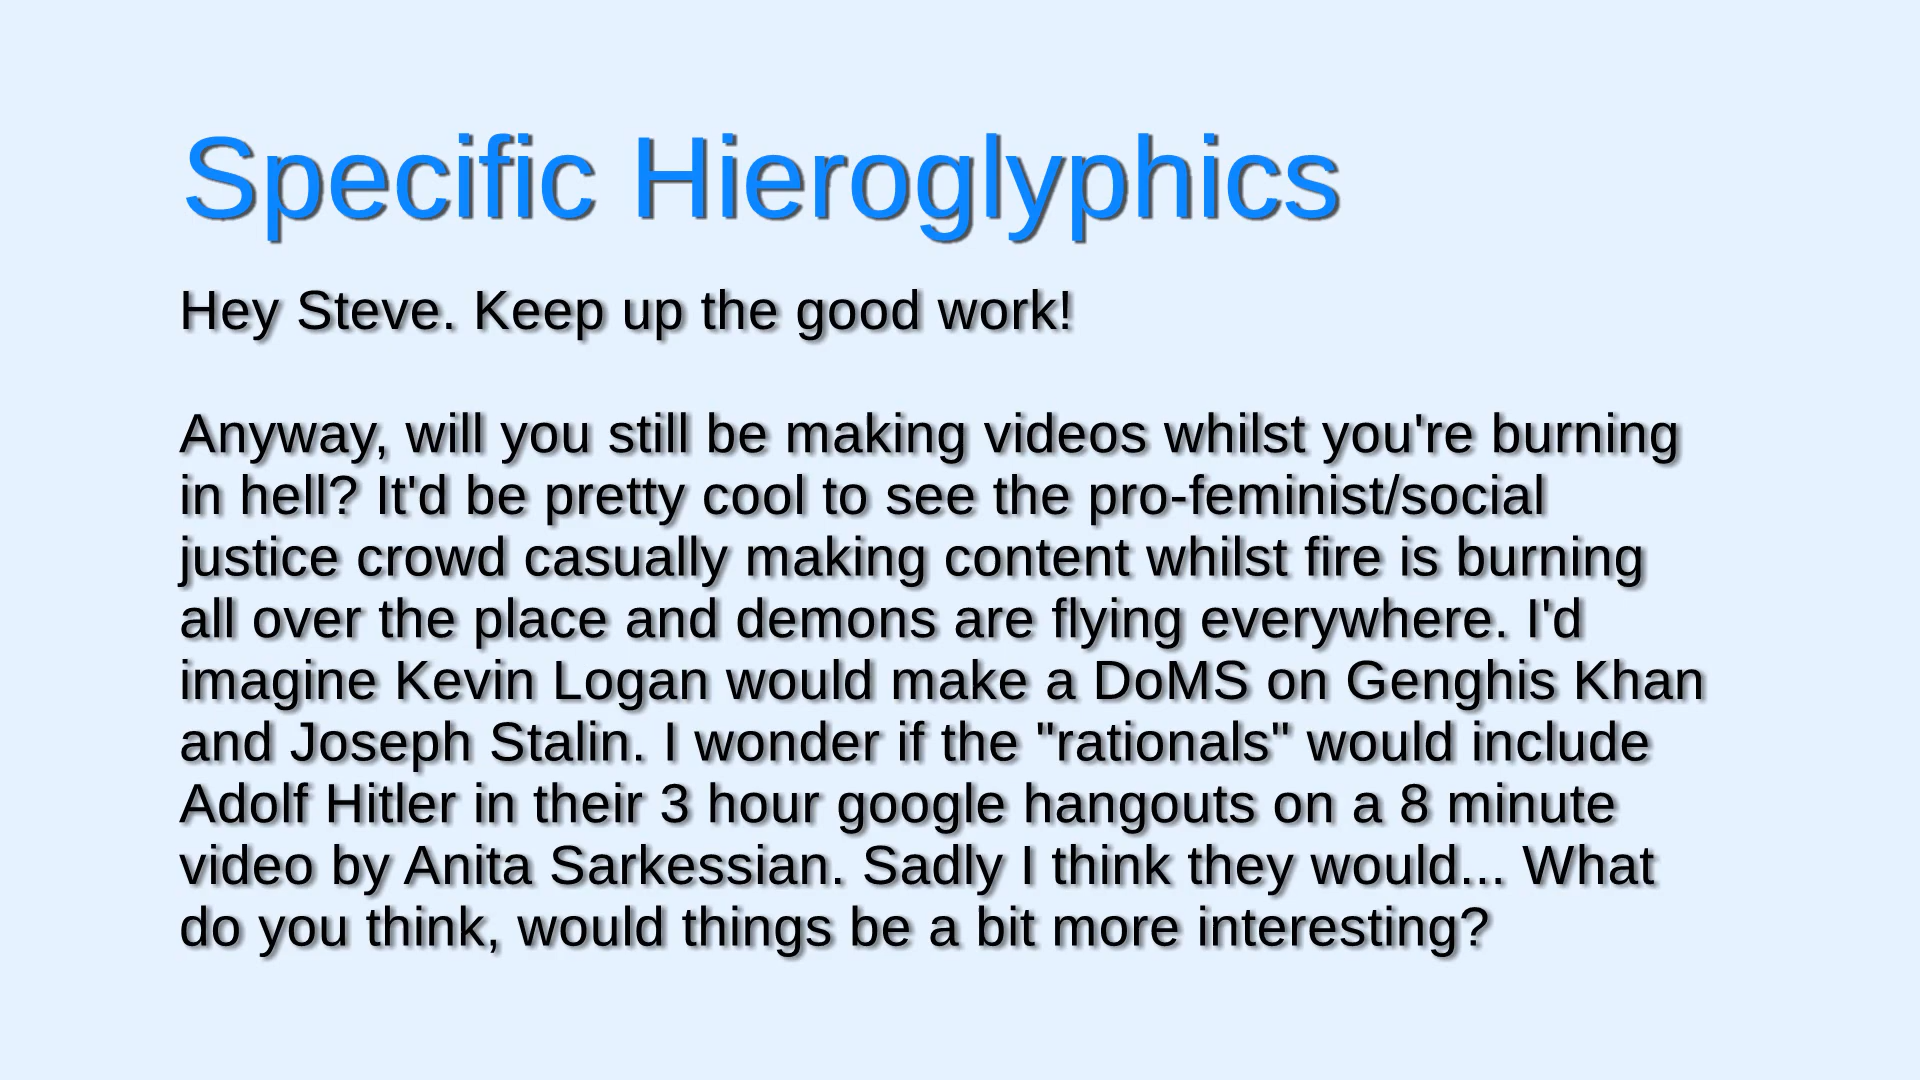 Specific Hieroglyphics
Hey Steve. Keep up the good work!
Anyway, will you still be making videos whilst you're burning
in hell? It'd be pretty cool to see the pro-feminist/social
justice crowd casually making content whilst fire is burning
all over the place and demons are flying everywhere. I'd
imagine Kevin Logan would make a DoMS on Genghis Khan
and Joseph Stalin. I wonder if the "rationals" would include
Adolf Hitler in their 3 hour google hangouts on a 8 minute
video by Anita Sarkessian. Sadly I think they would... What
do you think, would things be a bit more interesting?